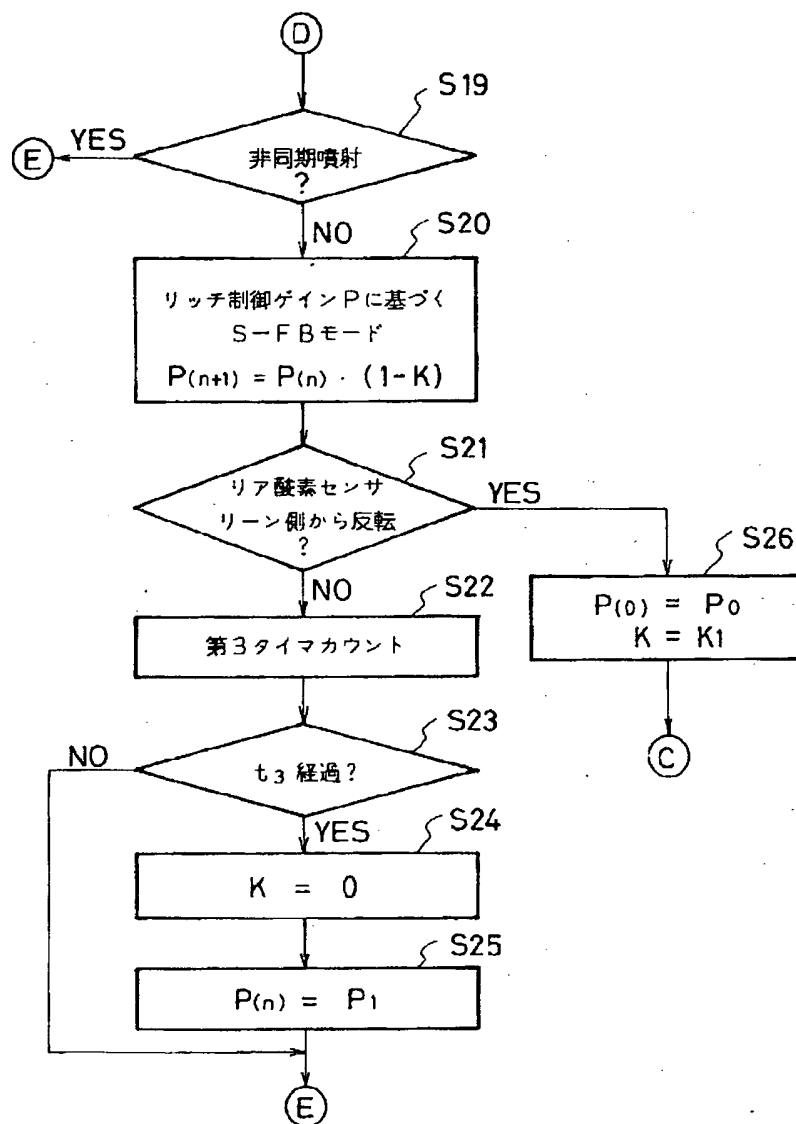 D
S19
YES
E
非同期噴射
?
NO
S20
リッチ制御ゲインPに基づく
S-FBモード
P(n+1) = P(n) · (1-K)
S21
リア酸素センサ
リーン側から反転
?
YES
NO
S26
P(0) = P0
K = K1
C
S22
第3タイマカウント
S23
NO
t3 経過?
YES
S24
K = 0
S25
P(n) = P1
E